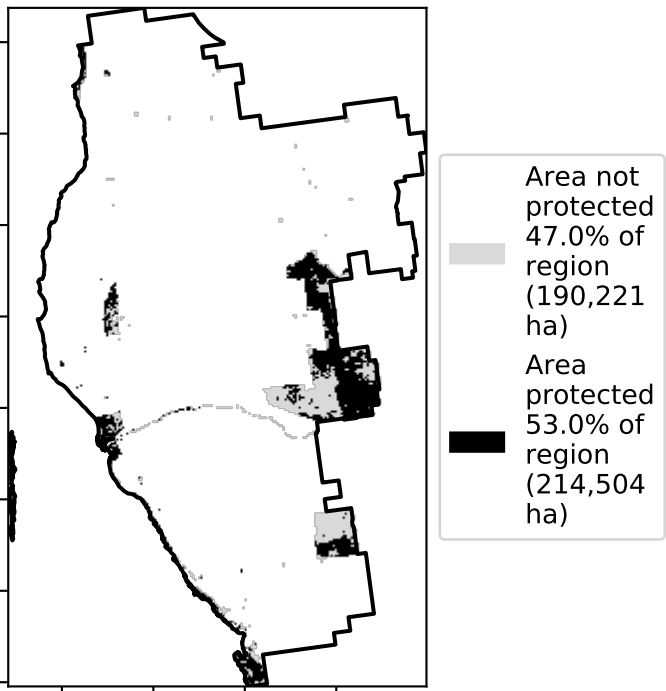 Area not
protected
47.0% of
region
(190,221
ha)
Area
protected
53.0% of
region
(214,504
ha)